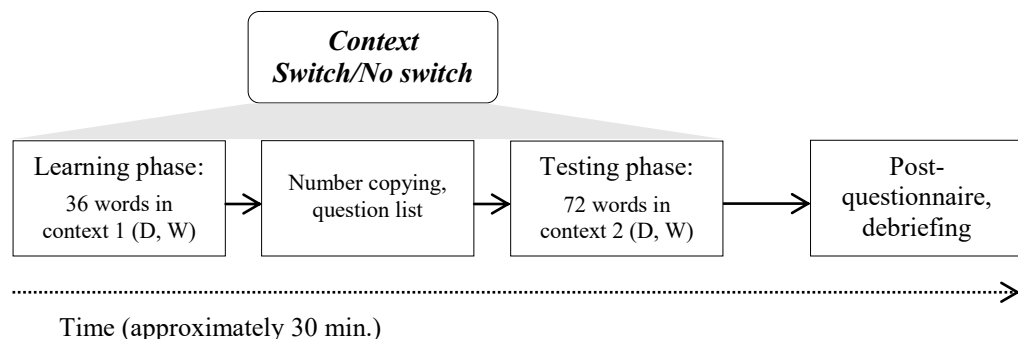 Context
Switch/No switch
Learning phase:
36 words in
context 1 (D, W)
Number copying,
question list
Testing phase:
72 words in
context 2 (D, W)
Post-
questionnaire,
debriefing
Time (approximately 30 min.)